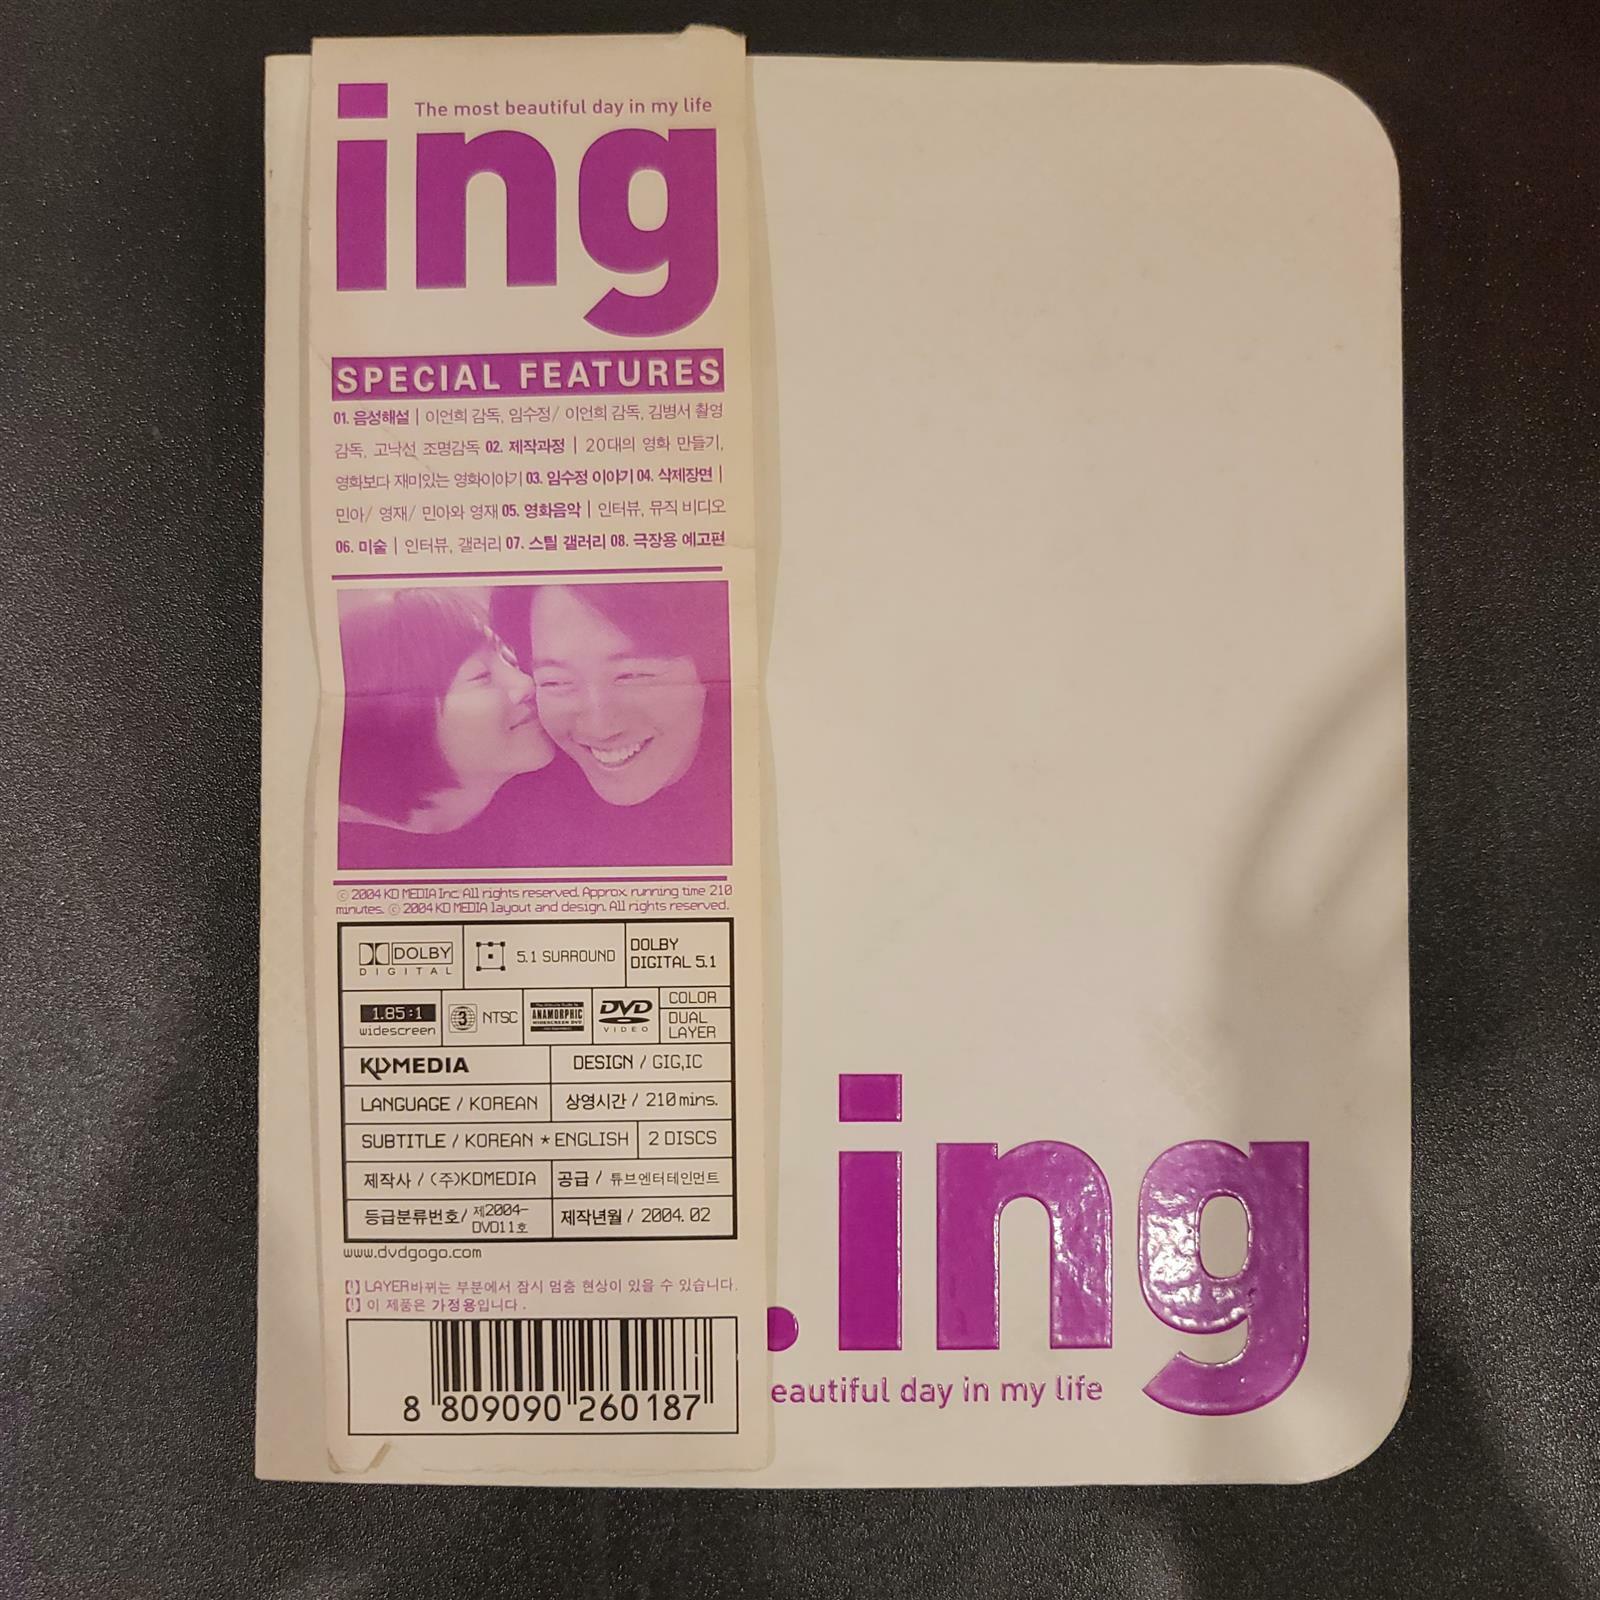 The most beautiful day in my life
ing
SPECIAL FEATURES
01. 음성해설 | 이언희 감독, 임수정/ 이언희 감독, 김병서 촬영
감독, 고낙선 조명감독 02. 제작과정 | 20대의 영화 만들기,
영화보다 재미있는 영화이야기 03. 임수정 이야기 04. 삭제장면 |
민아/ 영재/ 민아와 영재 05. 영화음악 | 인터뷰, 뮤직 비디오
06. 미술 | 인터뷰, 갤러리 07. 스틸 갤러리 08. 극장용 예고편
ⓒ 2004 KD MEDIA Inc. All rights reserved. Approx. running time 210
minutes. ⓒ 2004 KD MEDIA layout and design. All rights reserved.
DOLBY
DIGITAL
5.1 SURROUND
DOLBY
DIGITAL 5.1
1.85:1
widescreen
3
NTSC
ANAMORPHIC
WIDESCREEN DVD
DVD
VIDEO
COLOR
DUAL
LAYER
KDMEDIA
DESIGN / GIG,IC
LANGUAGE / KOREAN
상영시간 / 210 mins.
SUBTITLE / KOREAN * ENGLISH
2 DISCS
제작사 / (주)KDMEDIA
공급 / 튜브엔터테인먼트
등급분류번호/ 제2004-
DVD11호
제작년월 / 2004. 02
www.dvdgogo.com
[!] LAYER바뀌는 부분에서 잠시 멈춤 현상이 있을 수 있습니다.
[!] 이 제품은 가정용입니다.
8 809090 260187
.ing
eautiful day in my life